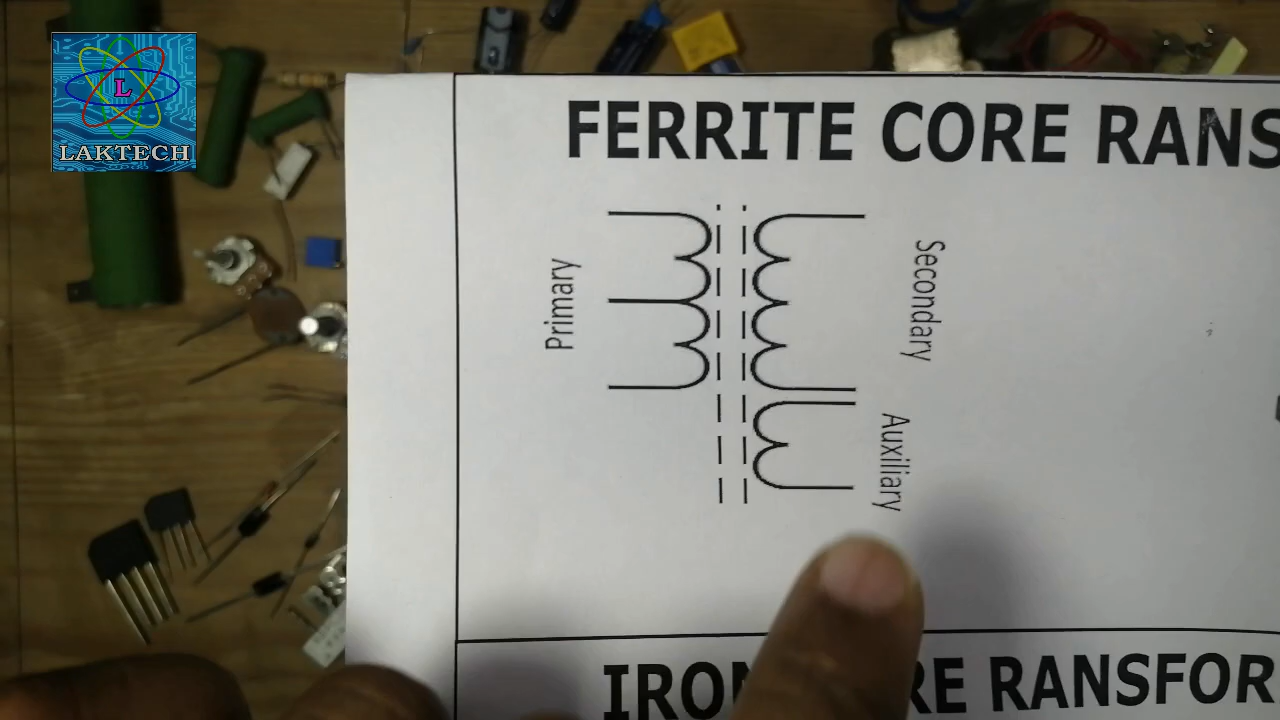 L
LAKTECH
FERRITE CORE RANS
Primary
Secondary
Auxiliary
IRON RE RANSFOR